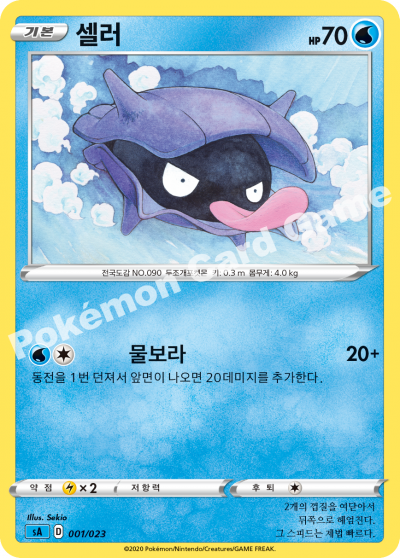 기본 셀러 HP 70
Pokémon Card Game
전국도감 NO.090 두조개포켓몬 키: 0.3 m 몸무게: 4.0 kg
물보라 20+
동전을 1번 던져서 앞면이 나오면 20데미지를 추가한다.
약점 ×2 저항력 후퇴
Illus. Sekio
sA D 001/023
2개의 껍질을 여닫아서
뒤쪽으로 헤엄친다.
그 스피드는 제법 빠르다.
©2020 Pokémon/Nintendo/Creatures/GAME FREAK.